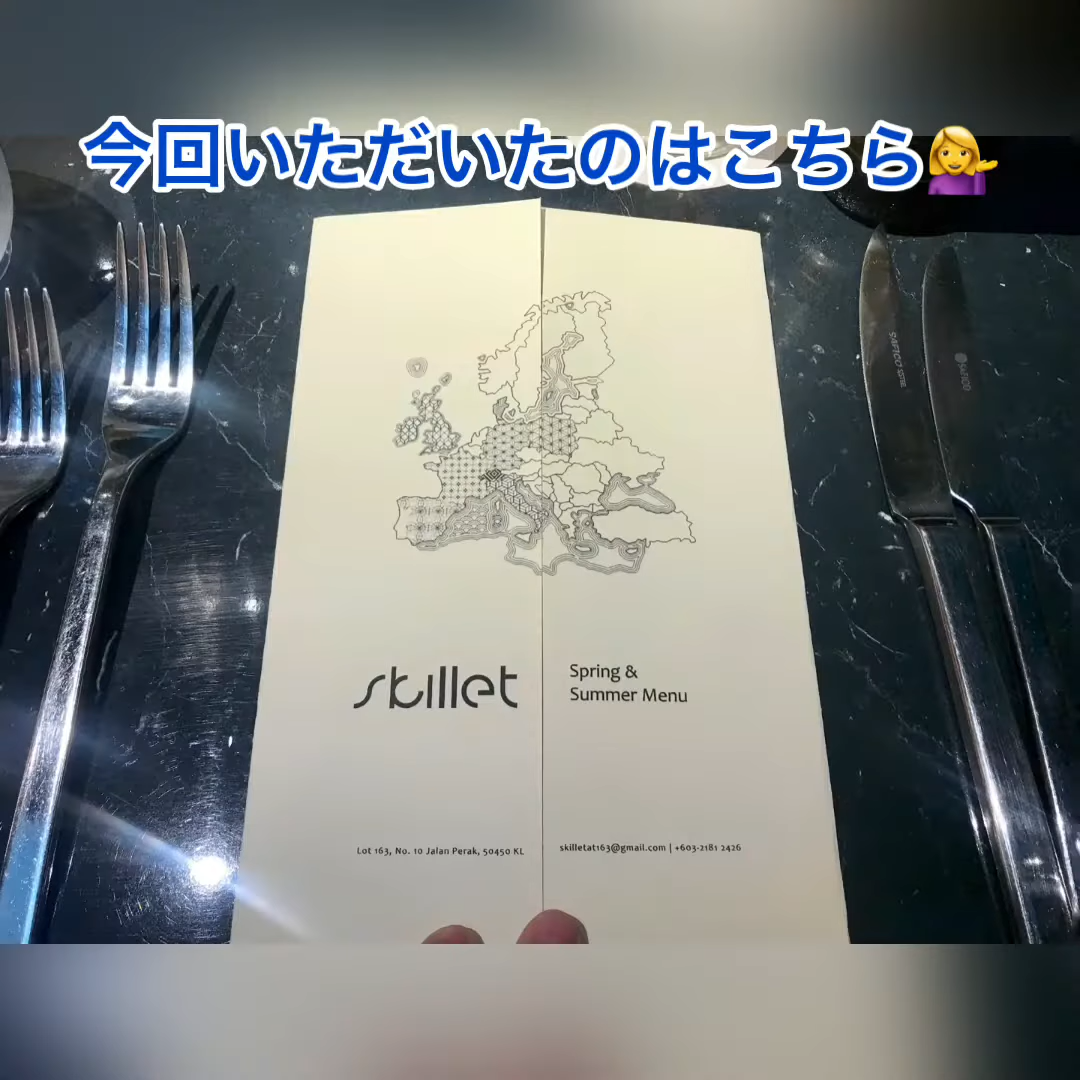 今回いただいたのはこちら💁‍♀️
skillet
Spring &
Summer Menu
Lot 163, No. 10 Jalan Perak, 50450 KL
skilletat163@gmail.com | +603-2181 2426